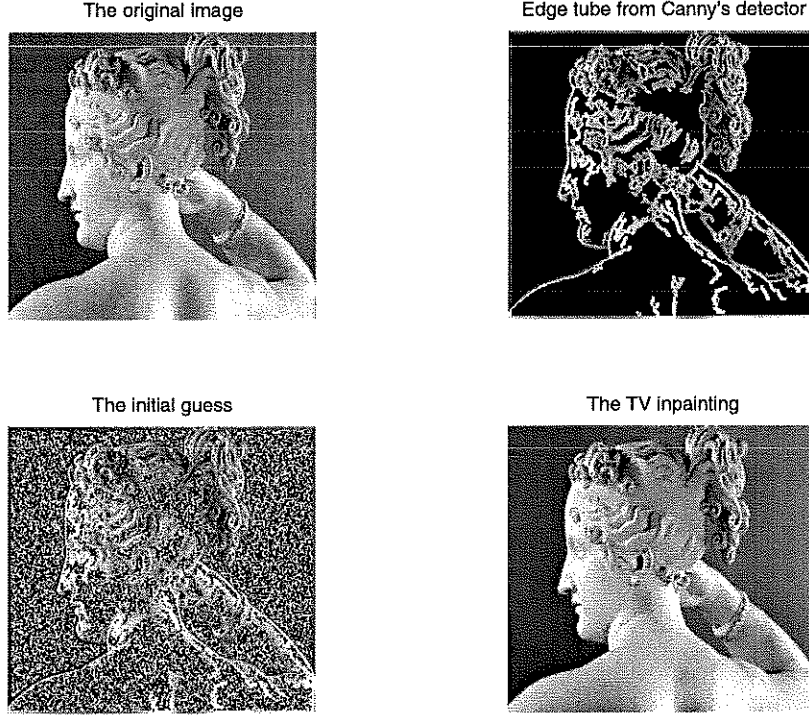 The original image
Edge tube from Canny's detector
The initial guess
The TV inpainting